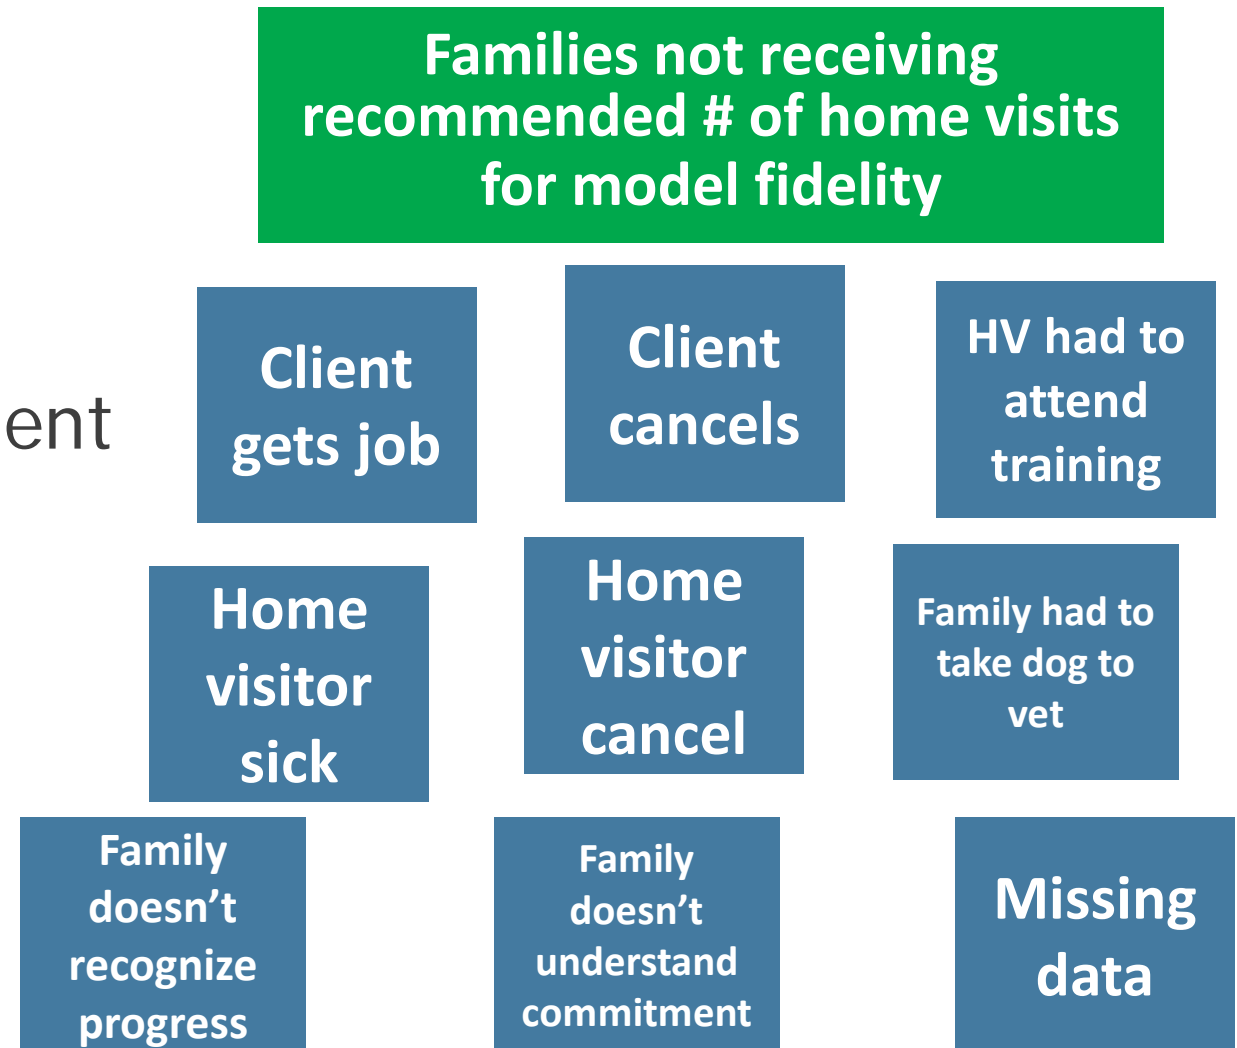 Families not receiving
recommended # of home visits
for model fidelity
Client
gets job
Client
cancels
HV had to
attend
training
ent
Home
visitor
sick
Home
visitor
cancel
Family had to
take dog to
vet
Family
doesn’t
recognize
progress
Family
doesn’t
understand
commitment
Missing
data